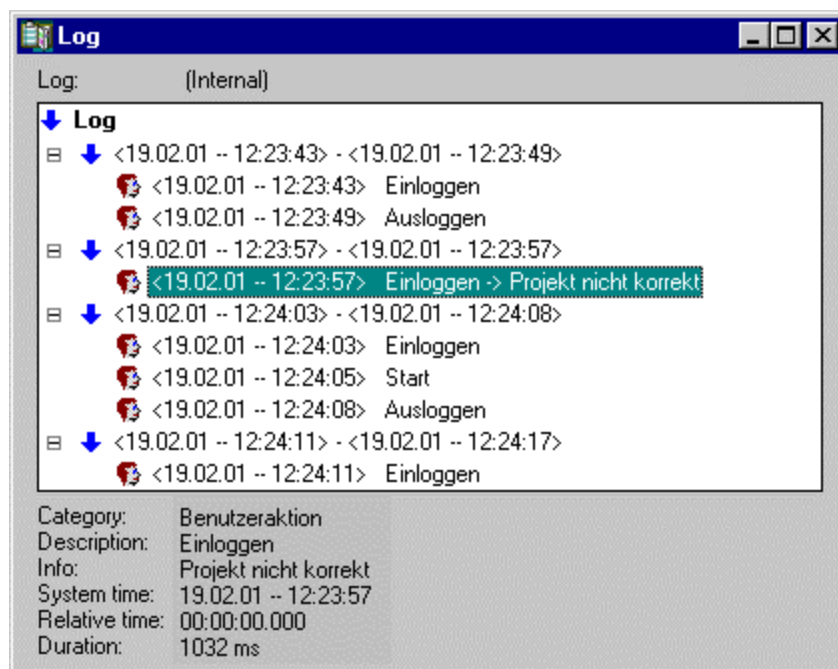 Log
Log: (Internal)
Log
<19.02.01 -- 12:23:43> - <19.02.01 -- 12:23:49>
<19.02.01 -- 12:23:43> Einloggen
<19.02.01 -- 12:23:49> Ausloggen
<19.02.01 -- 12:23:57> - <19.02.01 -- 12:23:57>
<19.02.01 -- 12:23:57> Einloggen -> Projekt nicht korrekt
<19.02.01 -- 12:24:03> - <19.02.01 -- 12:24:08>
<19.02.01 -- 12:24:03> Einloggen
<19.02.01 -- 12:24:05> Start
<19.02.01 -- 12:24:08> Ausloggen
<19.02.01 -- 12:24:11> - <19.02.01 -- 12:24:17>
<19.02.01 -- 12:24:11> Einloggen
Category: Benutzeraktion
Description: Einloggen
Info: Projekt nicht korrekt
System time: 19.02.01 -- 12:23:57
Relative time: 00:00:00.000
Duration: 1032 ms